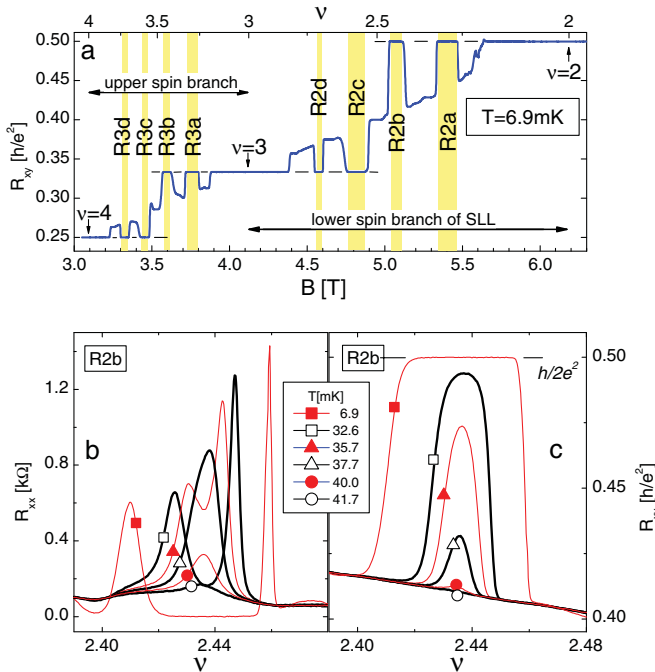 ν
4 3.5 3 2.5 2
a
R_xy [h/e²]
0.50
0.45
0.40
0.35
0.30
0.25
upper spin branch
R3d
R3c
R3b
R3a
R2d
R2c
R2b
R2a
ν=2
T=6.9mK
ν=3
ν=4
lower spin branch of SLL
3.0 3.5 4.0 4.5 5.0 5.5 6.0
B [T]
R2b
b
R_xx [kΩ]
1.2
0.8
0.4
0.0
2.40 2.44
ν
T[mK]
6.9
32.6
35.7
37.7
40.0
41.7
R2b
h/2e²
c
0.50
0.45
0.40
[h/e²]
2.40 2.44 2.48
ν